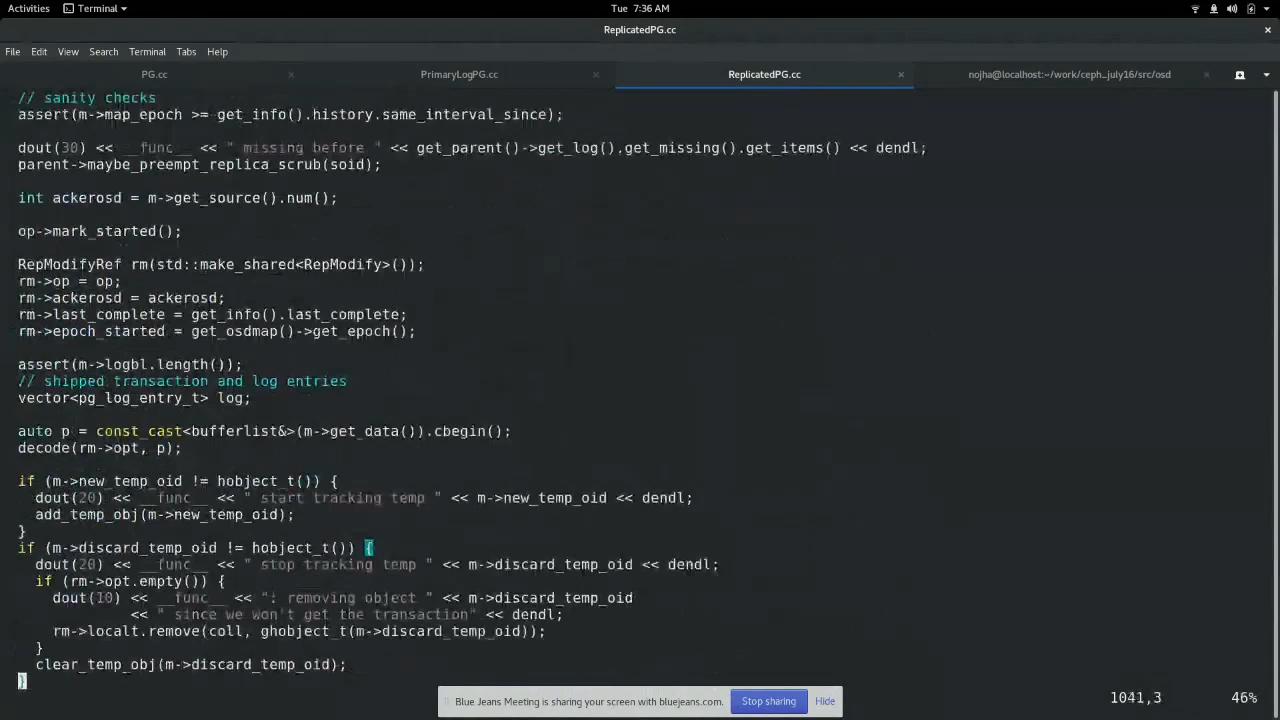 Activities Terminal Tue 7:36 AM
ReplicatedPG.cc
File Edit View Search Terminal Tabs Help
PG.cc PrimaryLogPG.cc ReplicatedPG.cc nojha@localhost:~/work/ceph_july16/src/osd
// sanity checks
assert(m->map_epoch >= get_info().history.same_interval_since);
dout(30) << __func__ << " missing before " << get_parent()->get_log().get_missing().get_items() << dendl;
parent->maybe_preempt_replica_scrub(soid);
int ackerosd = m->get_source().num();
op->mark_started();
RepModifyRef rm(std::make_shared<RepModify>());
rm->op = op;
rm->ackerosd = ackerosd;
rm->last_complete = get_info().last_complete;
rm->epoch_started = get_osdmap()->get_epoch();
assert(m->logbl.length());
// shipped transaction and log entries
vector<pg_log_entry_t> log;
auto p = const_cast<bufferlist&>(m->get_data()).cbegin();
decode(rm->opt, p);
if (m->new_temp_oid != hobject_t()) {
dout(20) << __func__ << " start tracking temp " << m->new_temp_oid << dendl;
add_temp_obj(m->new_temp_oid);
}
if (m->discard_temp_oid != hobject_t()) {
dout(20) << __func__ << " stop tracking temp " << m->discard_temp_oid << dendl;
if (rm->opt.empty()) {
dout(10) << __func__ << ": removing object " << m->discard_temp_oid
<< " since we won't get the transaction" << dendl;
rm->localt.remove(coll, ghobject_t(m->discard_temp_oid));
}
clear_temp_obj(m->discard_temp_oid);
}
Blue Jeans Meeting is sharing your screen with bluejeans.com. Stop sharing Hide
1041,3 46%